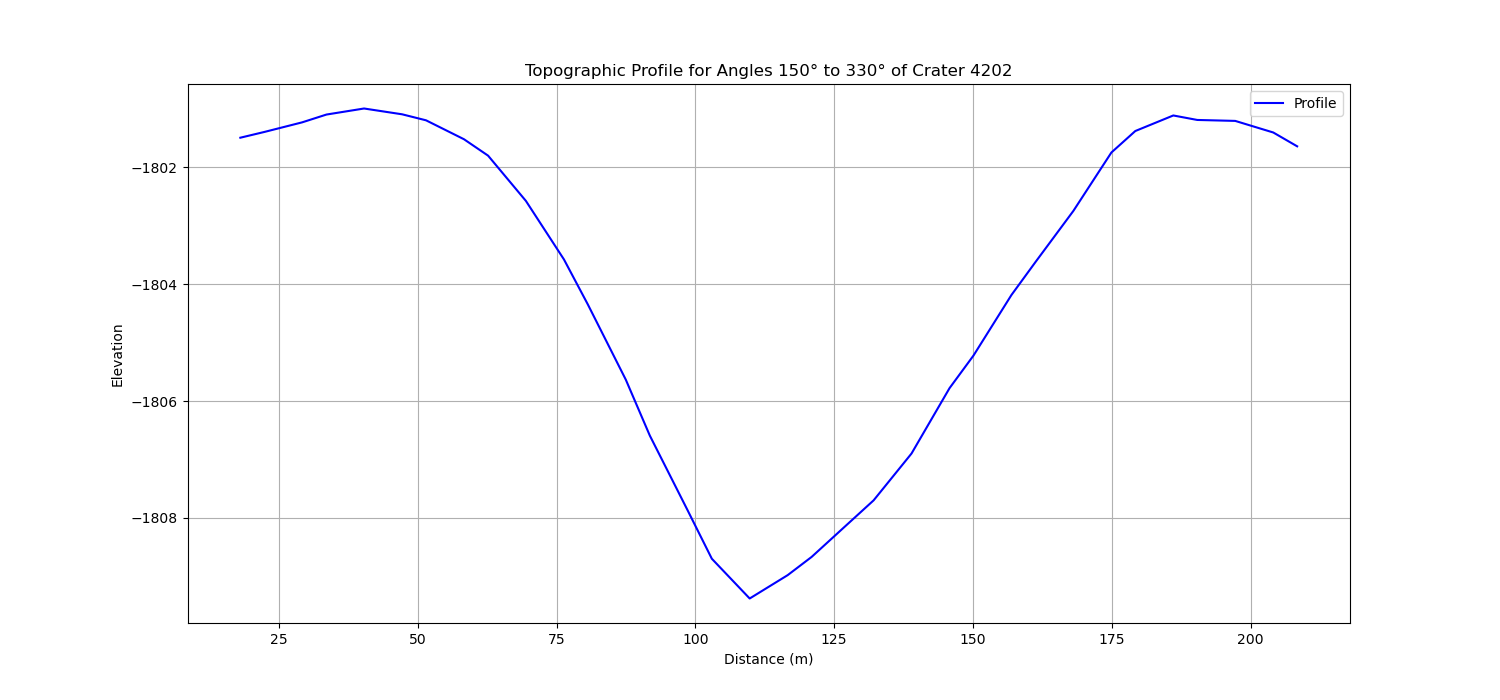 Topographic Profile for Angles 150° to 330° of Crater 4202
Profile
−1802
−1804
−1806
−1808
Elevation
25 50 75 100 125 150 175 200
Distance (m)